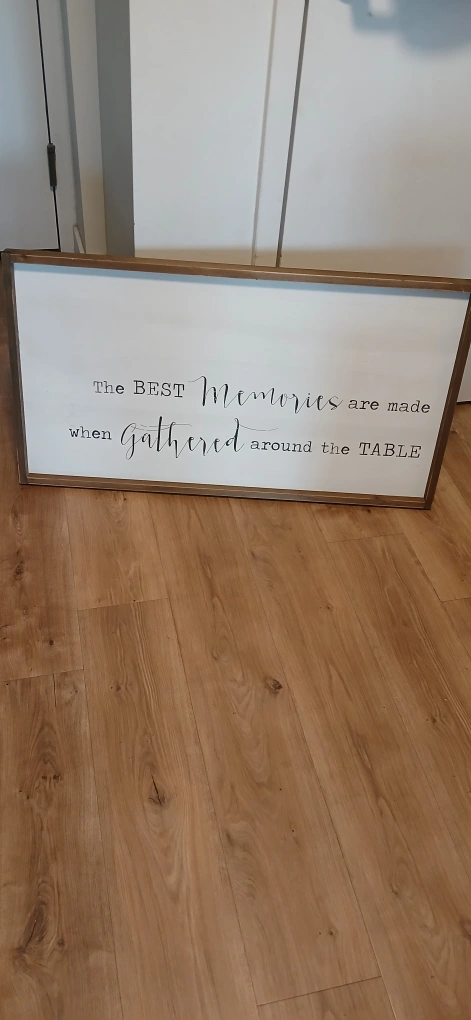 The BEST Memories are made
when Gathered around the TABLE